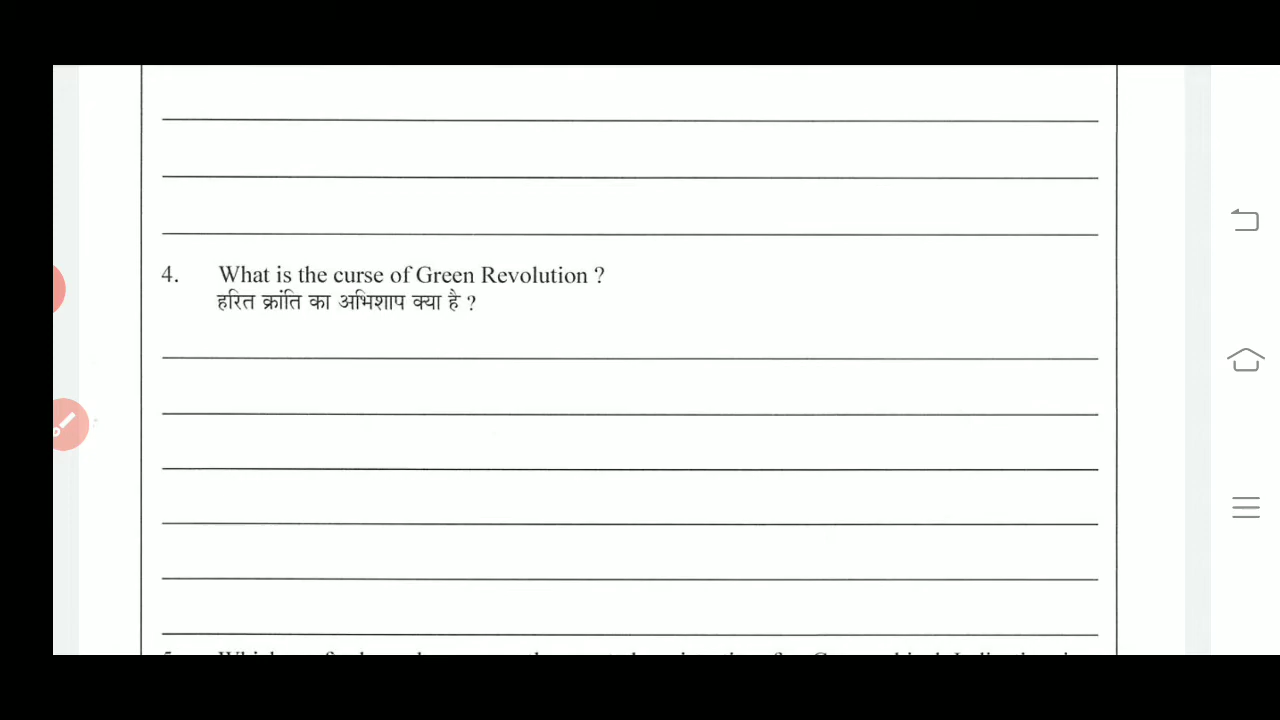 4. What is the curse of Green Revolution ?
हरित क्रांति का अभिशाप क्या है ?